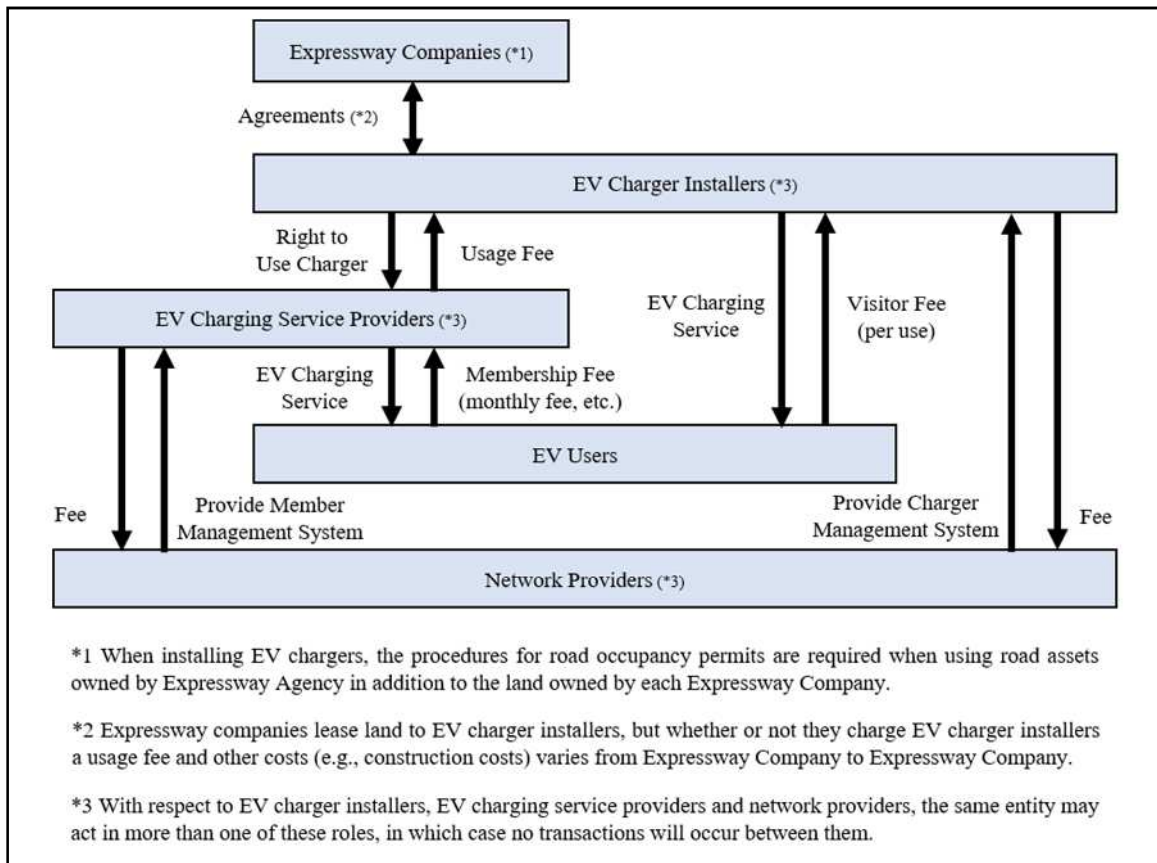 Expressway Companies (*1)
Agreements (*2)
EV Charger Installers (*3)
Right to
Use Charger
Usage Fee
EV Charging
Service
Visitor Fee
(per use)
EV Charging Service Providers (*3)
EV Charging
Service
Membership Fee
(monthly fee, etc.)
EV Users
Fee
Provide Member
Management System
Provide Charger
Management System
Fee
Network Providers (*3)
*1 When installing EV chargers, the procedures for road occupancy permits are required when using road assets
owned by Expressway Agency in addition to the land owned by each Expressway Company.
*2 Expressway companies lease land to EV charger installers, but whether or not they charge EV charger installers
a usage fee and other costs (e.g., construction costs) varies from Expressway Company to Expressway Company.
*3 With respect to EV charger installers, EV charging service providers and network providers, the same entity may
act in more than one of these roles, in which case no transactions will occur between them.